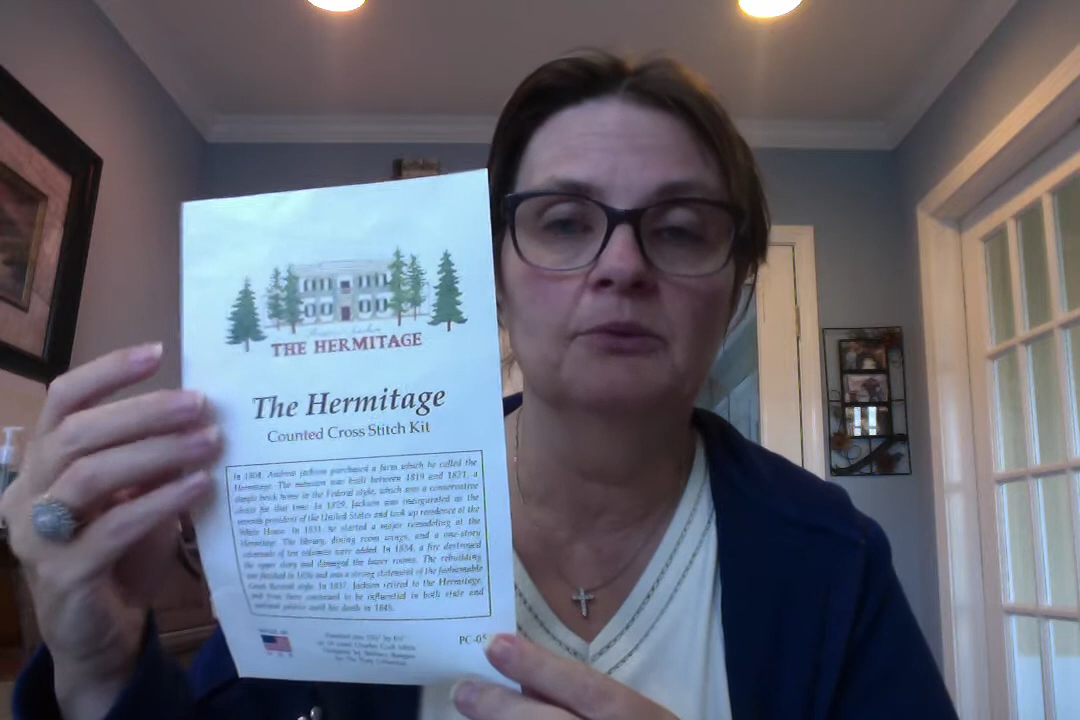 THE HERMITAGE
The Hermitage
Counted Cross Stitch Kit
In 1804, Andrew Jackson purchased a farm which he called the
Hermitage. The mansion was built between 1819 and 1821, a
simple brick home in the Federal style, which was a conservative
choice for that time. In 1829, Jackson was inaugurated as the
seventh president of the United States and took up residence at the
White House. In 1831, he started a major remodeling at the
Hermitage. The library, dining room wings, and a one-story
colonnade of ten columns were added. In 1834, a fire destroyed
the upper story and damaged the lower rooms. The rebuilding
was finished in 1836 and was a strong statement of the fashionable
Greek Revival style. In 1837, Jackson retired to the Hermitage,
and from there continued to be influential in both state and
national politics until his death in 1845.
MADE IN
U S A
PC-05